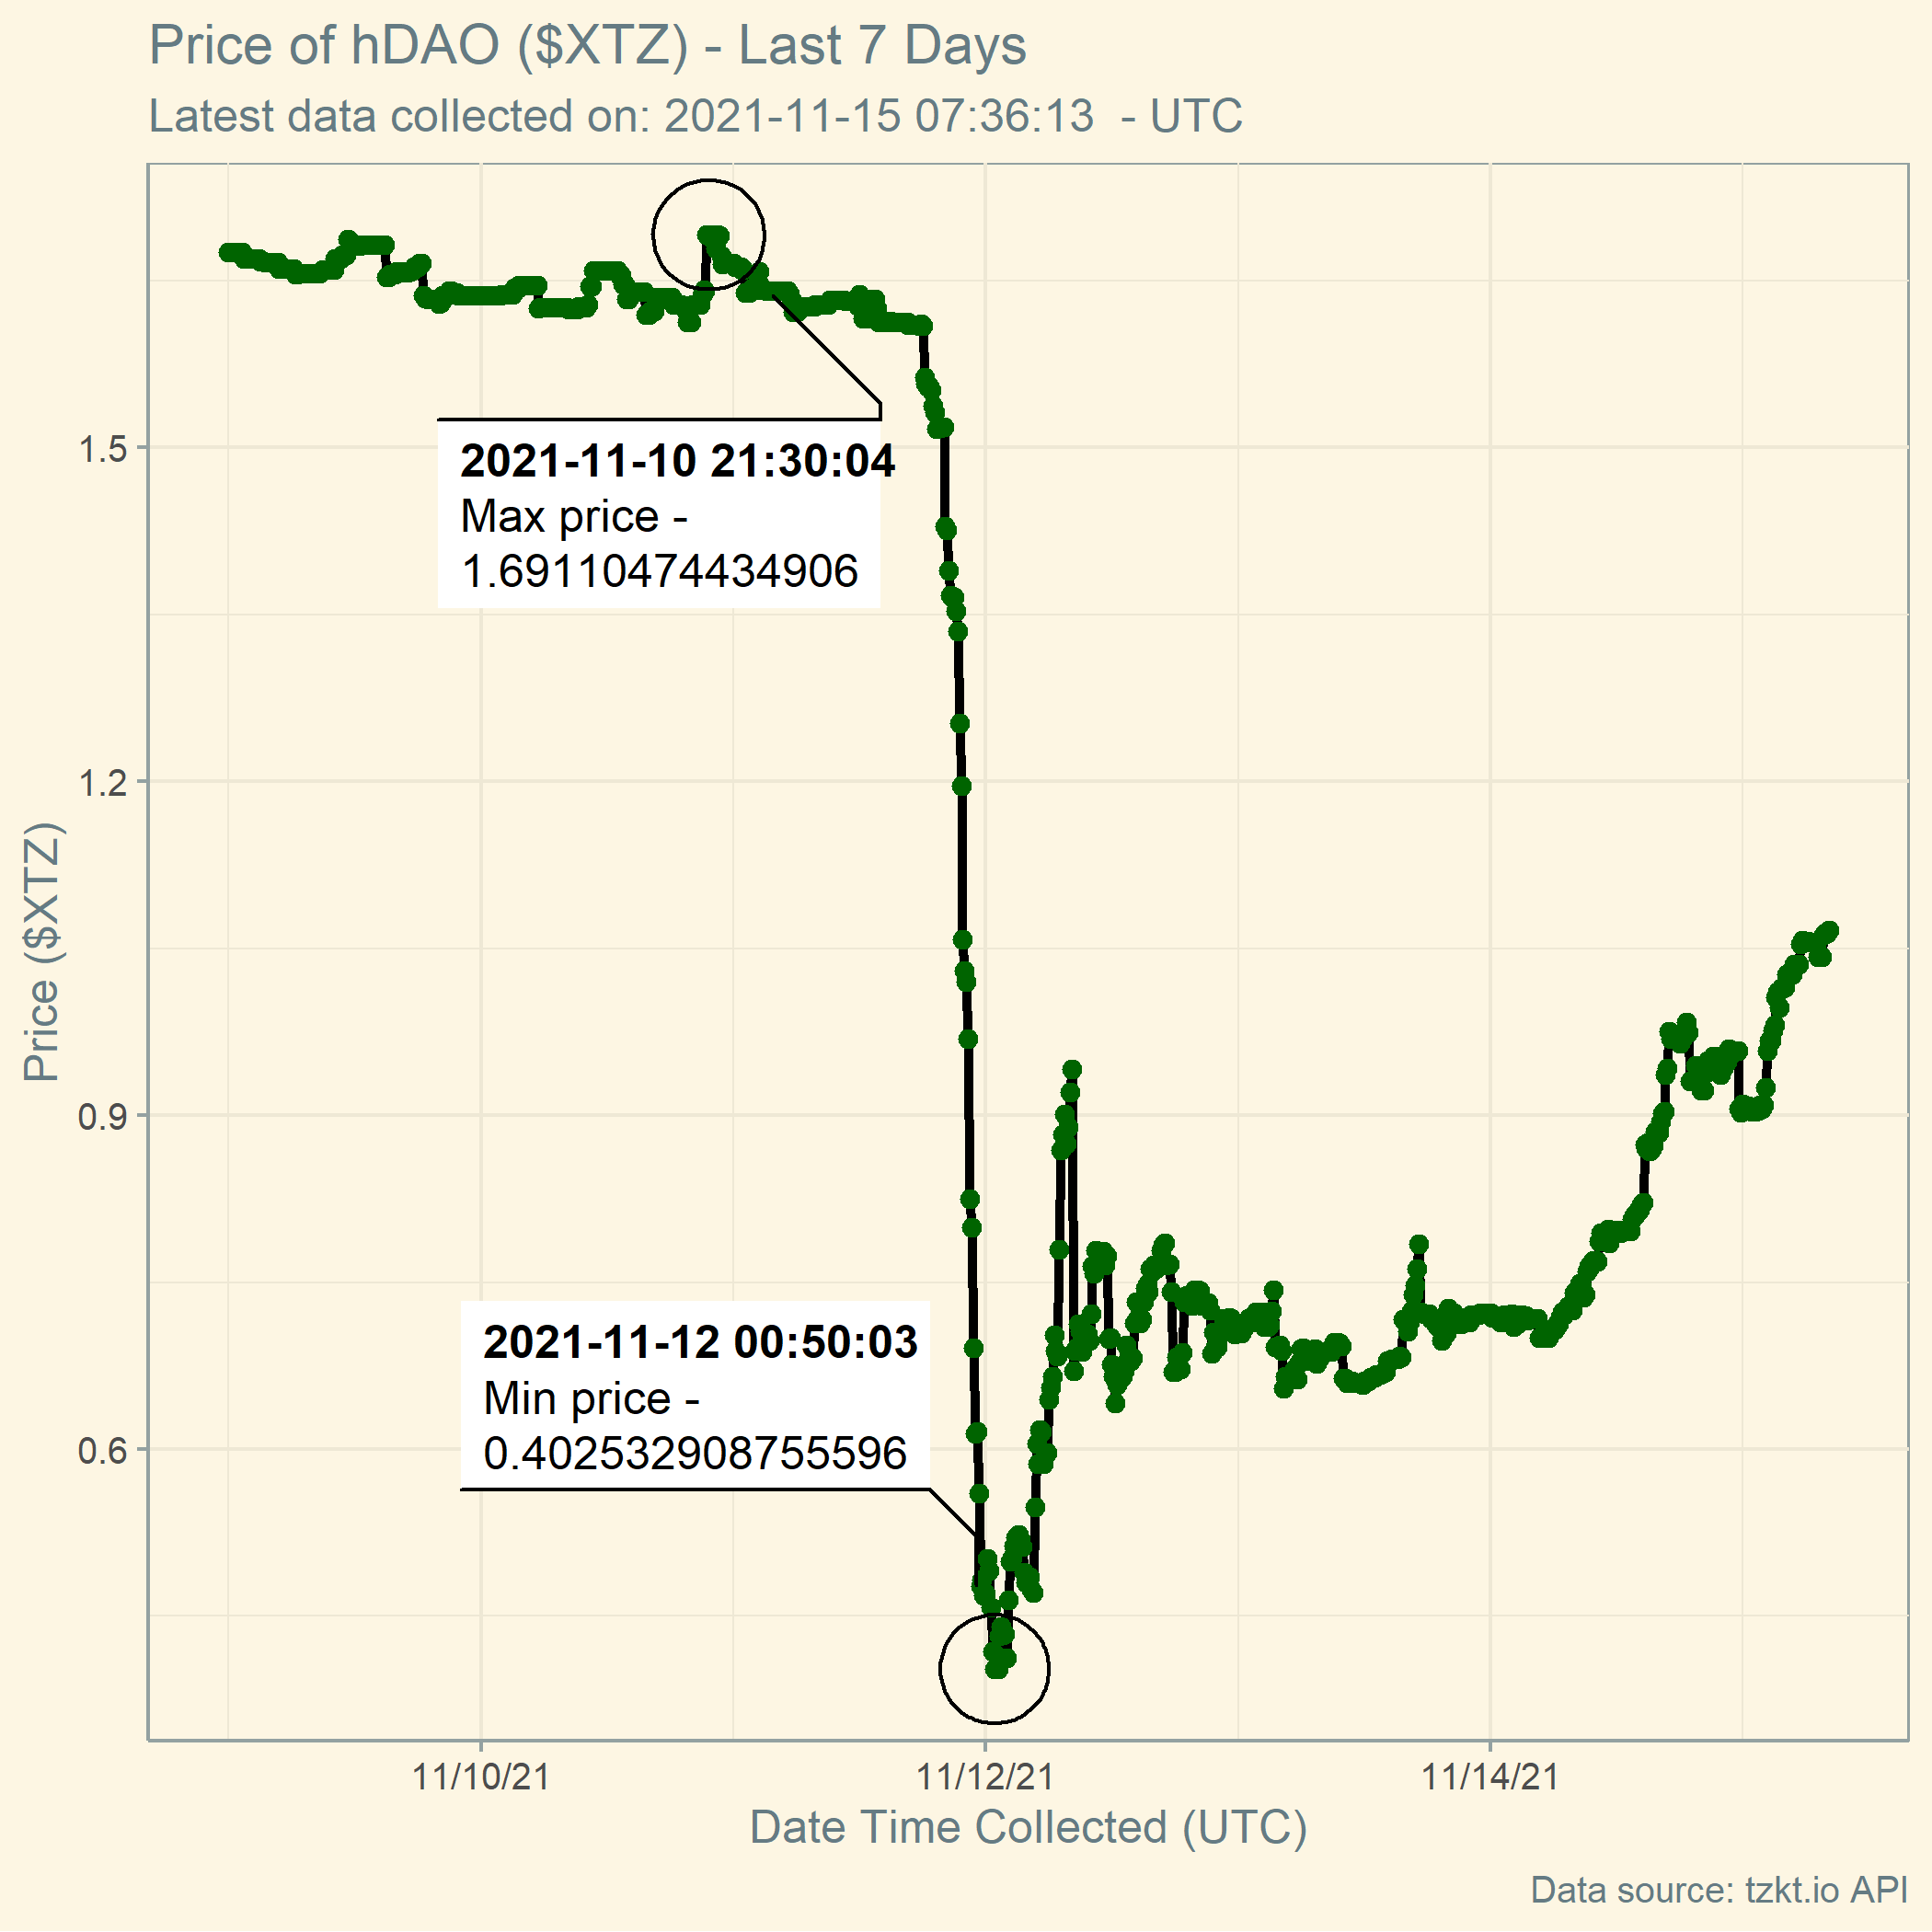 Price of hDAO ($XTZ) - Last 7 Days
Latest data collected on: 2021-11-15 07:36:13  - UTC
Price ($XTZ)
1.5
1.2
0.9
0.6
2021-11-10 21:30:04
Max price -
1.69110474434906
2021-11-12 00:50:03
Min price -
0.402532908755596
11/10/21
11/12/21
11/14/21
Date Time Collected (UTC)
Data source: tzkt.io API